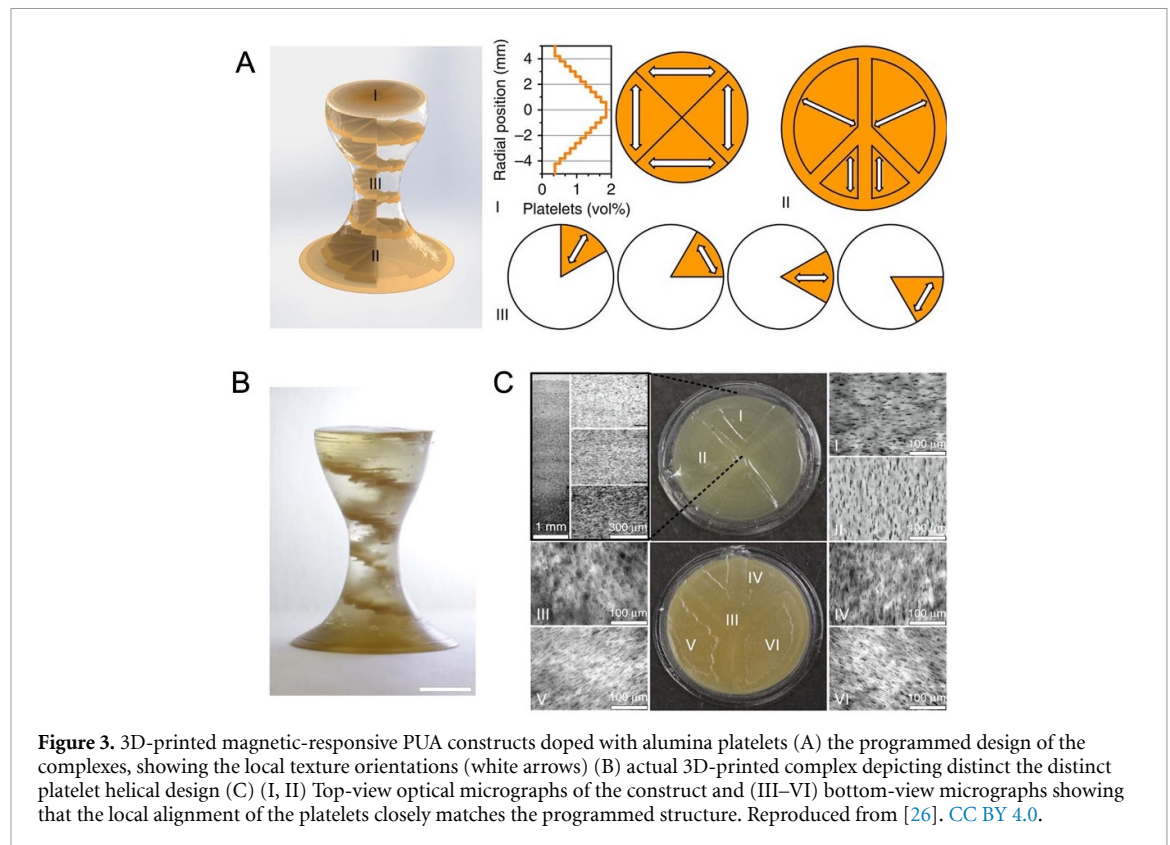 A
I
III
II
Radial position (mm)
4
2
0
−2
−4
0 1 2
I Platelets (vol%)
II
III
B
C
1 mm
300 µm
I
II
I
100 µm
II
100 µm
III
100 µm
V
100 µm
IV
III
V
VI
IV
100 µm
VI
100 µm
Figure 3. 3D-printed magnetic-responsive PUA constructs doped with alumina platelets (A) the programmed design of the
complexes, showing the local texture orientations (white arrows) (B) actual 3D-printed complex depicting distinct the distinct
platelet helical design (C) (I, II) Top-view optical micrographs of the construct and (III–VI) bottom-view micrographs showing
that the local alignment of the platelets closely matches the programmed structure. Reproduced from [26]. CC BY 4.0.